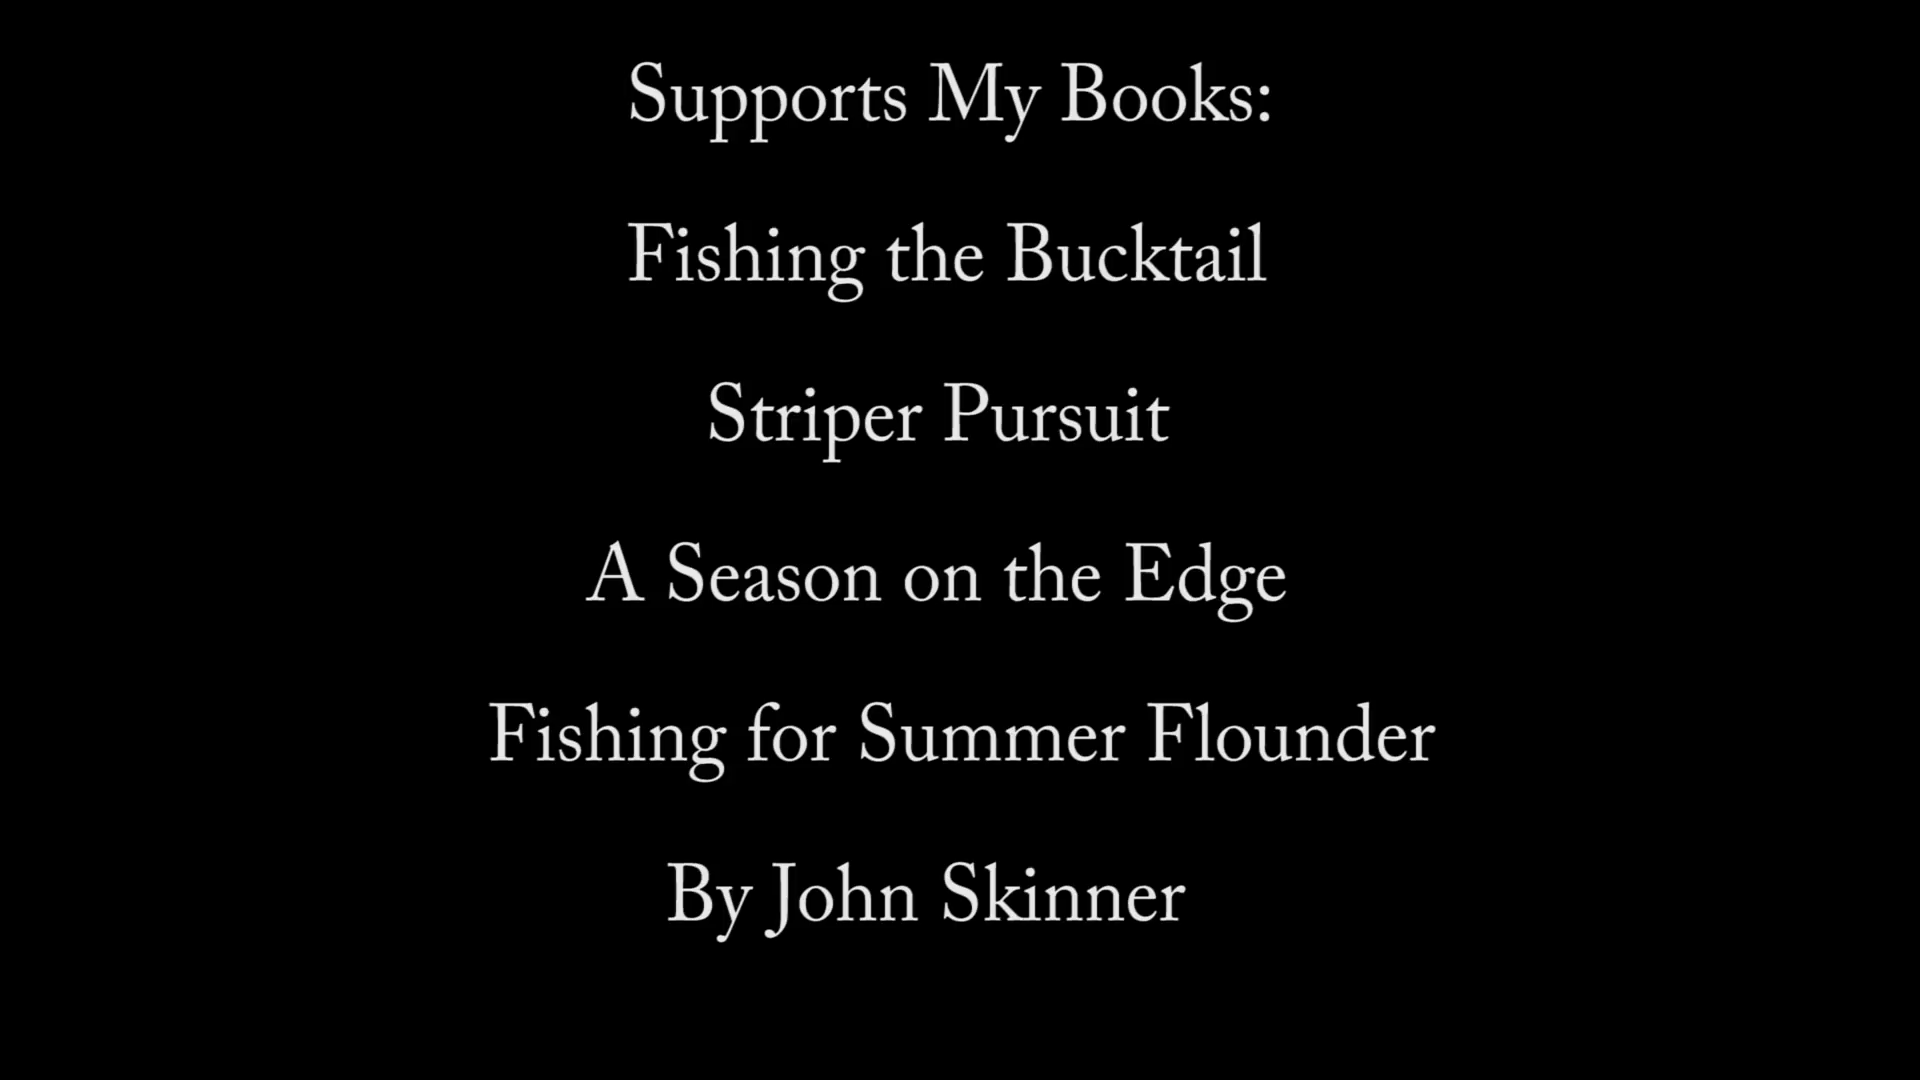 Supports My Books:
Fishing the Bucktail
Striper Pursuit
A Season on the Edge
Fishing for Summer Flounder
By John Skinner